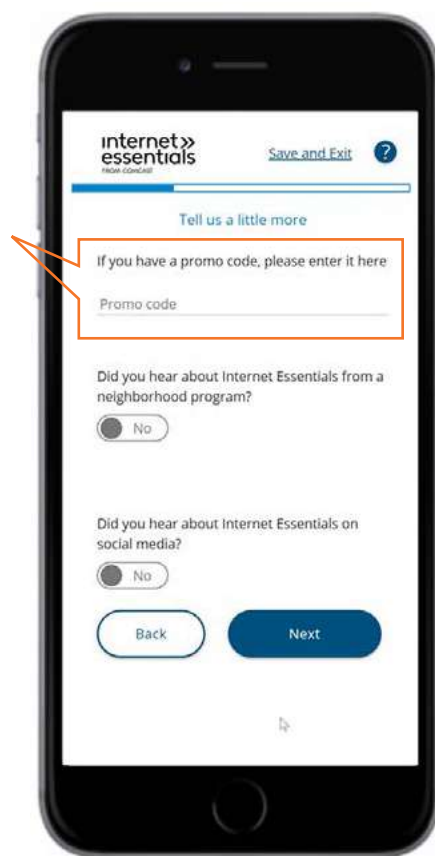 internet»
essentials
FROM COMCAST
Save and Exit
?
Tell us a little more
If you have a promo code, please enter it here
Promo code
Did you hear about Internet Essentials from a
neighborhood program?
No
Did you hear about Internet Essentials on
social media?
No
Back
Next